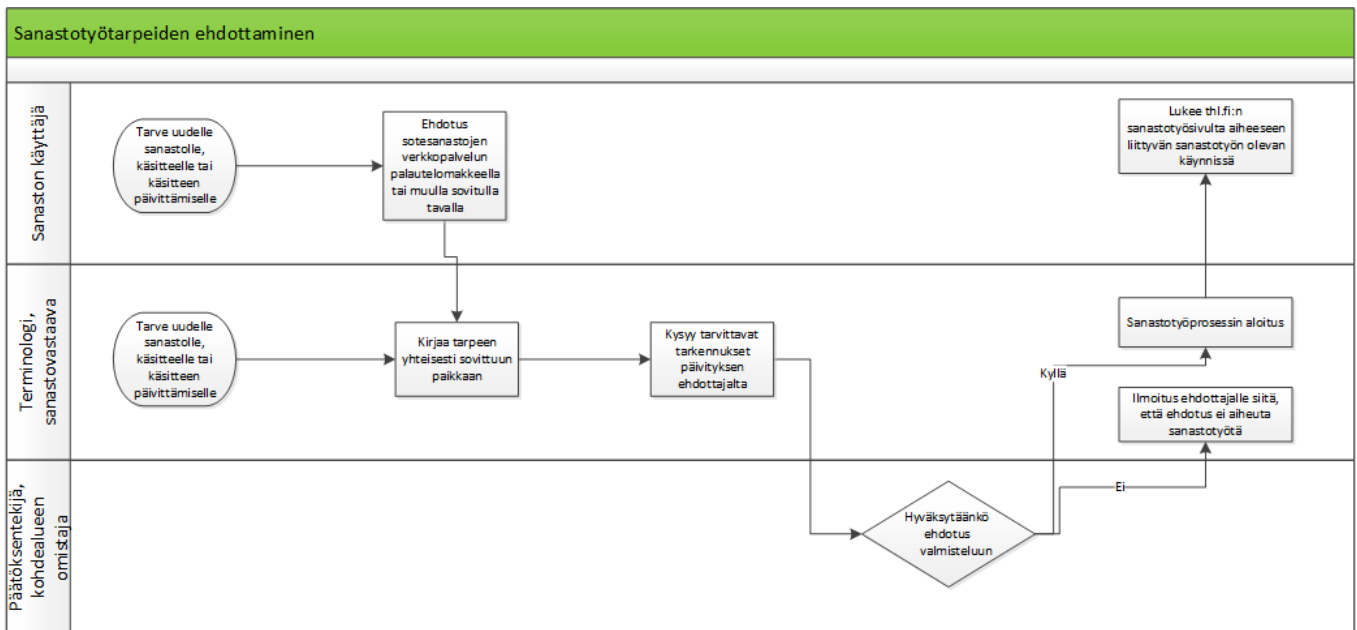 Sanastotyötarpeiden ehdottaminen
Sanaston käyttäjä
Tarve uudelle
sanastolle,
käsitteelle tai
käsitteen
päivittämiselle
Ehdotus
sotesanastojen
verkkopalvelun
palautelomakkeella
tai muulla sovitulla
tavalla
Lukee thl.fi:n
sanastotyösivulta aiheeseen
liittyvän sanastotyön olevan
käynnissä
Terminologi,
sanastovastaava
Tarve uudelle
sanastolle,
käsitteelle tai
käsitteen
päivittämiselle
Kirjaa tarpeen
yhteisesti sovittuun
paikkaan
Kysyy tarvittavat
tarkennukset
päivityksen
ehdottajalta
Sanastotyöprosessin aloitus
Kyllä
Ilmoitus ehdottajalle siitä,
että ehdotus ei aiheuta
sanastotyötä
Päätöksentekijä,
kohdealueen
omistaja
Hyväksytäänkö
ehdotus
valmisteluun
Ei